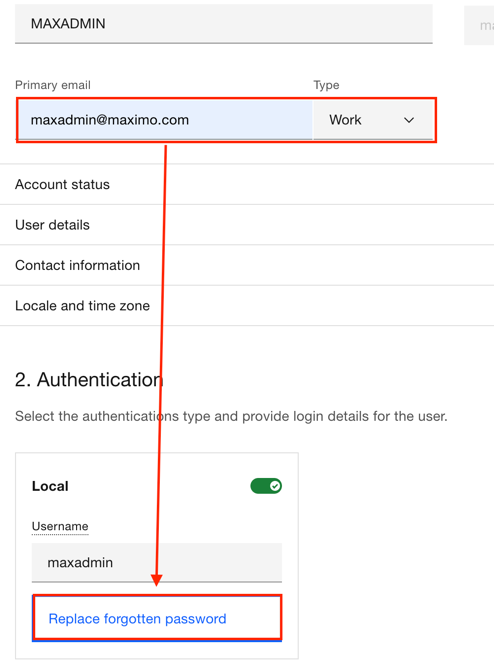 MAXADMIN
ma
Primary email
Type
maxadmin@maximo.com
Work
Account status
User details
Contact information
Locale and time zone
2. Authentication
Select the authentications type and provide login details for the user.
Local
Username
maxadmin
Replace forgotten password